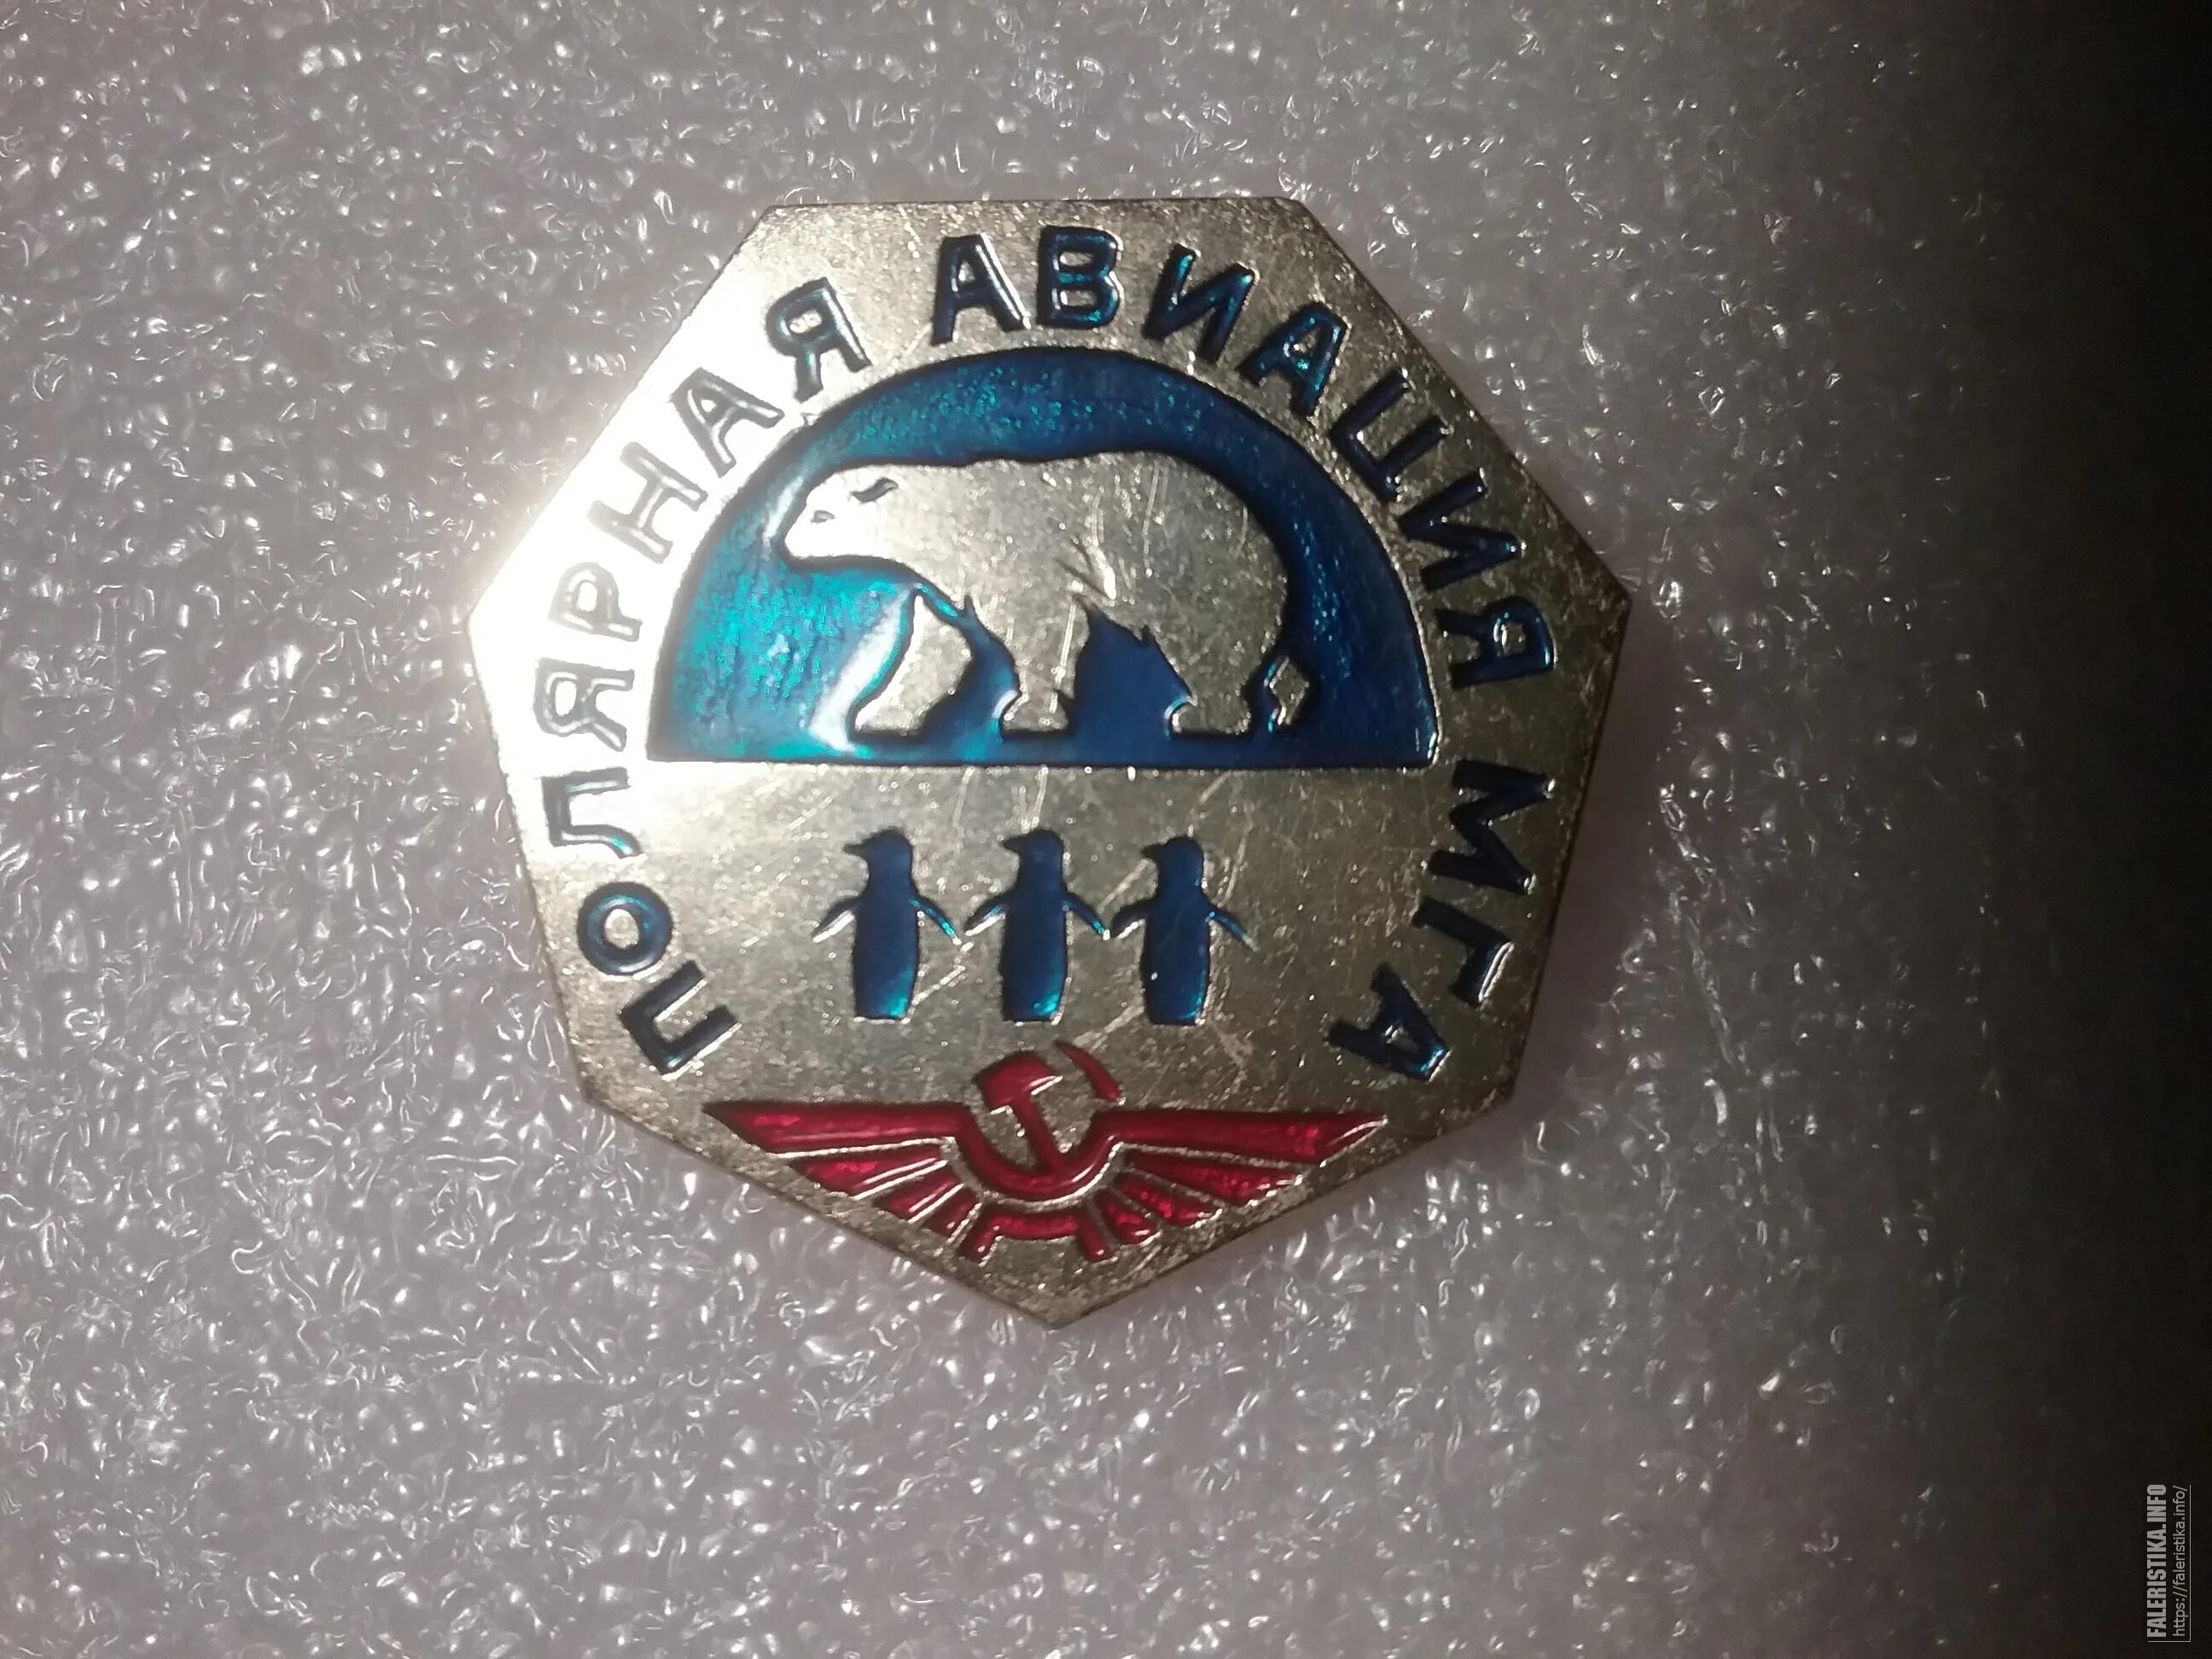 ПОЛЯРНАЯ АВИАЦИЯ МГА
FALERISTIKA.INFO
https://faleristika.info/